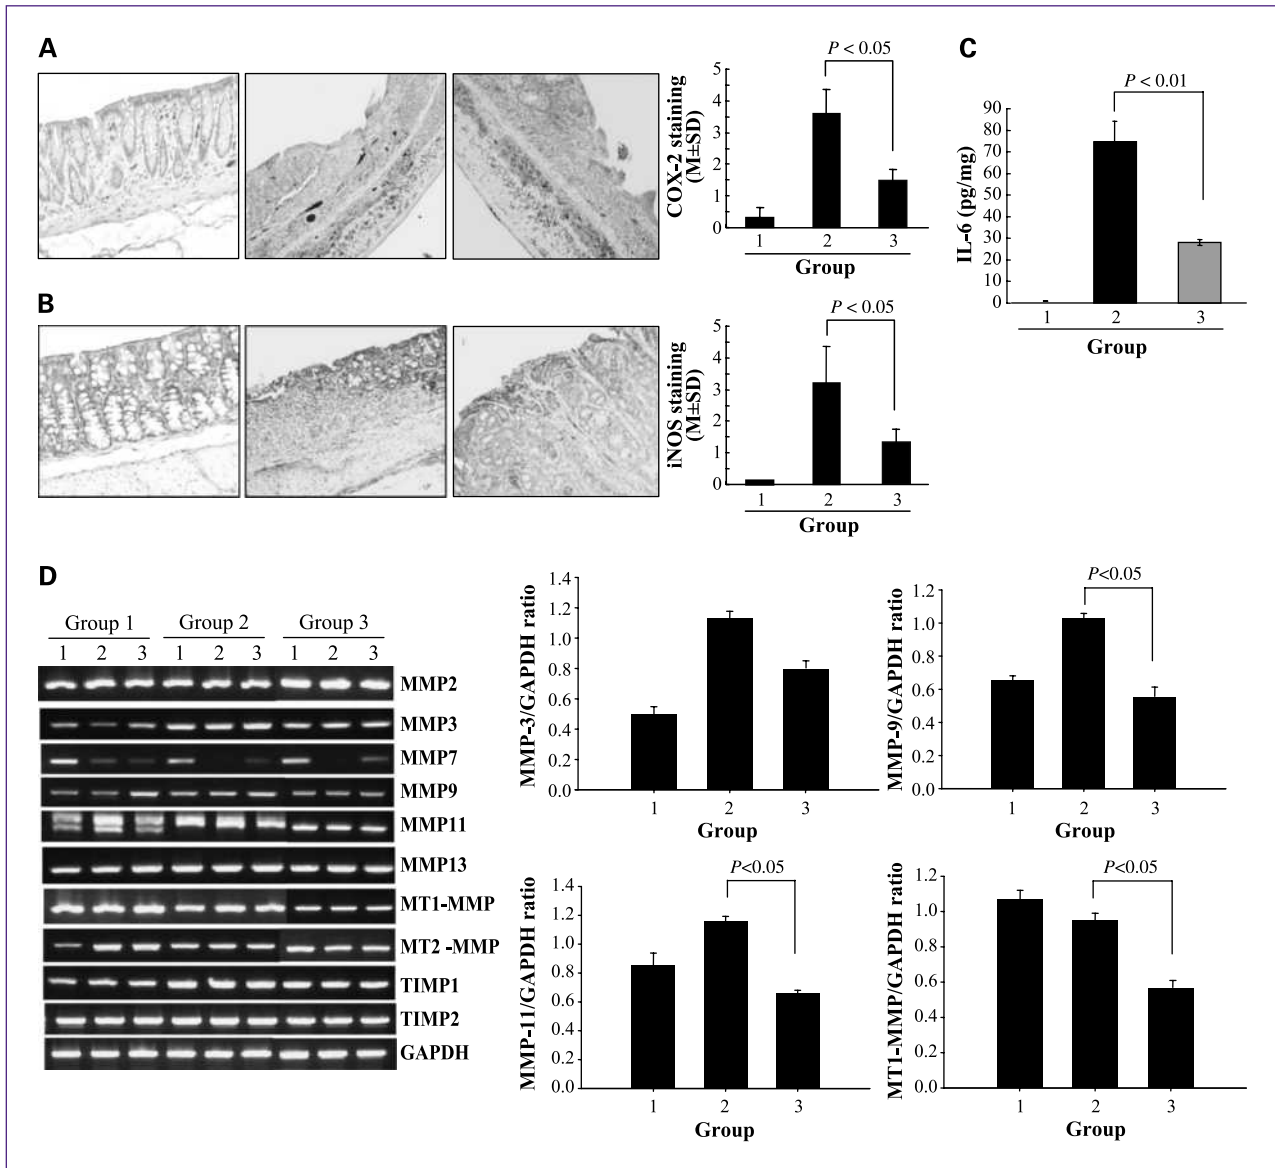 A
COX-2 staining
(M±SD)
P < 0.05
5
4
3
2
1
0
1 2 3
Group
C
IL-6 (pg/mg)
P < 0.01
90
80
70
60
50
40
30
20
10
0
1 2 3
Group
B
iNOS staining
(M±SD)
P < 0.05
5
4
3
2
1
0
1 2 3
Group
D
Group 1 Group 2 Group 3
1 2 3 1 2 3 1 2 3
MMP2
MMP3
MMP7
MMP9
MMP11
MMP13
MT1-MMP
MT2 -MMP
TIMP1
TIMP2
GAPDH
MMP-3/GAPDH ratio
1.4
1.2
1.0
0.8
0.6
0.4
0.2
0.0
1 2 3
Group
MMP-9/GAPDH ratio
P<0.05
1.2
1.0
0.8
0.6
0.4
0.2
0.0
1 2 3
Group
MMP-11/GAPDH ratio
P<0.05
1.4
1.2
1.0
0.8
0.6
0.4
0.2
0.0
1 2 3
Group
MT1-MMP/GAPDH ratio
P<0.05
1.2
1.0
0.8
0.6
0.4
0.2
0.0
1 2 3
Group